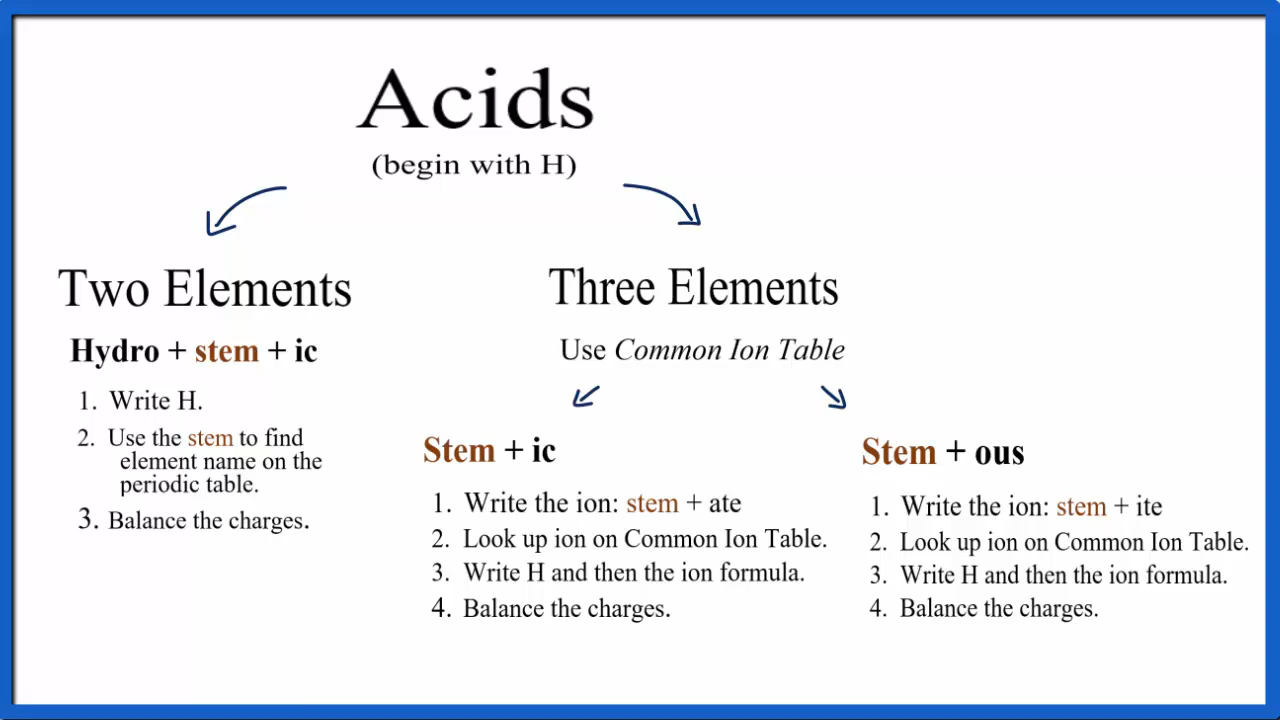 Acids
(begin with H)
Two Elements
Hydro + stem + ic
1. Write H.
2. Use the stem to find
element name on the
periodic table.
3. Balance the charges.
Three Elements
Use Common Ion Table
Stem + ic
1. Write the ion: stem + ate
2. Look up ion on Common Ion Table.
3. Write H and then the ion formula.
4. Balance the charges.
Stem + ous
1. Write the ion: stem + ite
2. Look up ion on Common Ion Table.
3. Write H and then the ion formula.
4. Balance the charges.